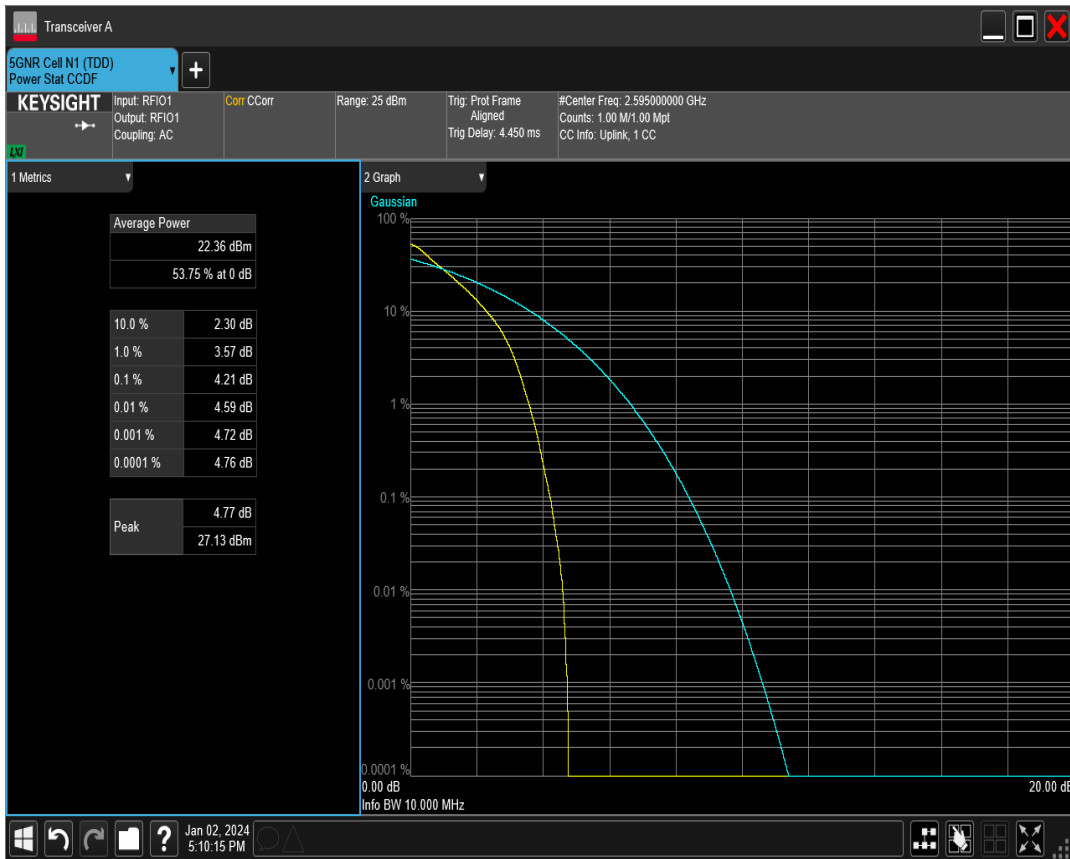 Transceiver A
5GNR Cell N1 (TDD)
Power Stat CCDF
+
KEYSIGHT
LXI
Input: RFIO1
Output: RFIO1
Coupling: AC
Corr CCorr
Range: 25 dBm
Trig: Prot Frame
Aligned
Trig Delay: 4.450 ms
#Center Freq: 2.595000000 GHz
Counts: 1.00 M/1.00 Mpt
CC Info: Uplink, 1 CC
1 Metrics
Average Power
22.36 dBm
53.75 % at 0 dB
10.0 % 2.30 dB
1.0 % 3.57 dB
0.1 % 4.21 dB
0.01 % 4.59 dB
0.001 % 4.72 dB
0.0001 % 4.76 dB
Peak
4.77 dB
27.13 dBm
2 Graph
Gaussian
100 %
10 %
1 %
0.1 %
0.01 %
0.001 %
0.0001 %
0.00 dB
20.00 dB
Info BW 10.000 MHz
?
Jan 02, 2024
5:10:15 PM